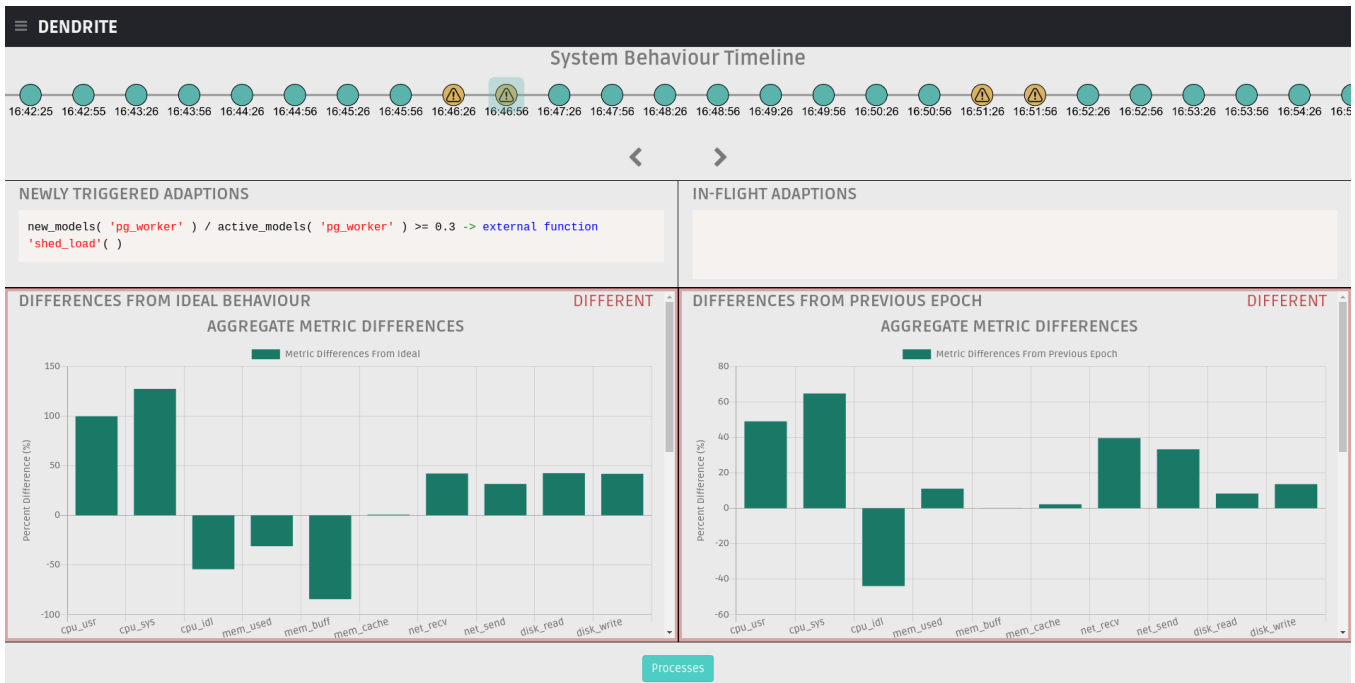 DENDRITE
System Behaviour Timeline
16:42:25 16:42:55 16:43:26 16:43:56 16:44:26 16:44:56 16:45:26 16:45:56 16:46:26 16:46:56 16:47:26 16:47:56 16:48:26 16:48:56 16:49:26 16:49:56 16:50:26 16:50:56 16:51:26 16:51:56 16:52:26 16:52:56 16:53:26 16:53:56 16:54:26
NEWLY TRIGGERED ADAPTIONS
new_models( 'pg_worker' ) / active_models( 'pg_worker' ) >= 0.3 -> external function
'shed_load'( )
IN-FLIGHT ADAPTIONS
DIFFERENCES FROM IDEAL BEHAVIOUR DIFFERENT
AGGREGATE METRIC DIFFERENCES
Metric Differences From Ideal
Percent Difference (%)
150
100
50
0
-50
-100
cpu_usr cpu_sys cpu_idl mem_used mem_buff mem_cache net_recv net_send disk_read disk_write
DIFFERENCES FROM PREVIOUS EPOCH DIFFERENT
AGGREGATE METRIC DIFFERENCES
Metric Differences From Previous Epoch
Percent Difference (%)
80
60
40
20
0
-20
-40
-60
cpu_usr cpu_sys cpu_idl mem_used mem_buff mem_cache net_recv net_send disk_read disk_write
Processes